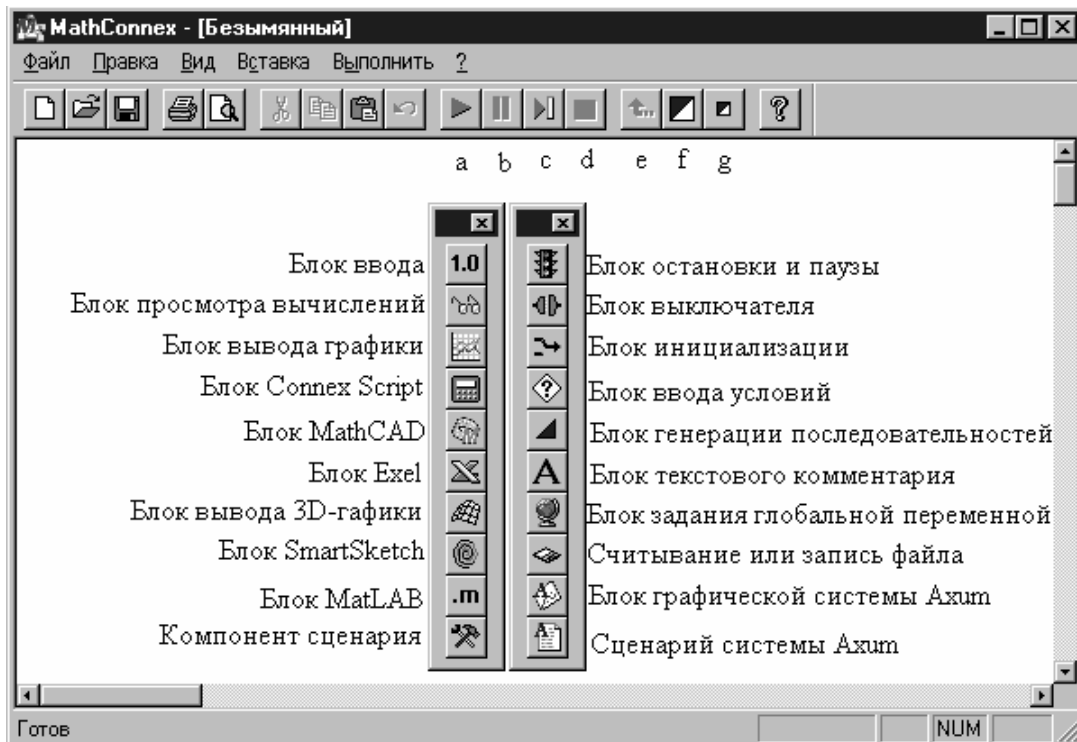 MathConnex - [Безымянный]
Файл Правка Вид Вставка Выполнить ?
a b c d e f g
Блок ввода 1.0 Блок остановки и паузы
Блок просмотра вычислений Блок выключателя
Блок вывода графики Блок инициализации
Блок Connex Script ? Блок ввода условий
Блок MathCAD Блок генерации последовательностей
Блок Exel A Блок текстового комментария
Блок вывода 3D-гафики Блок задания глобальной переменной
Блок SmartSketch Считывание или запись файла
Блок MatLAB .m Блок графической системы Axum
Компонент сценария Сценарий системы Axum
Готов NUM